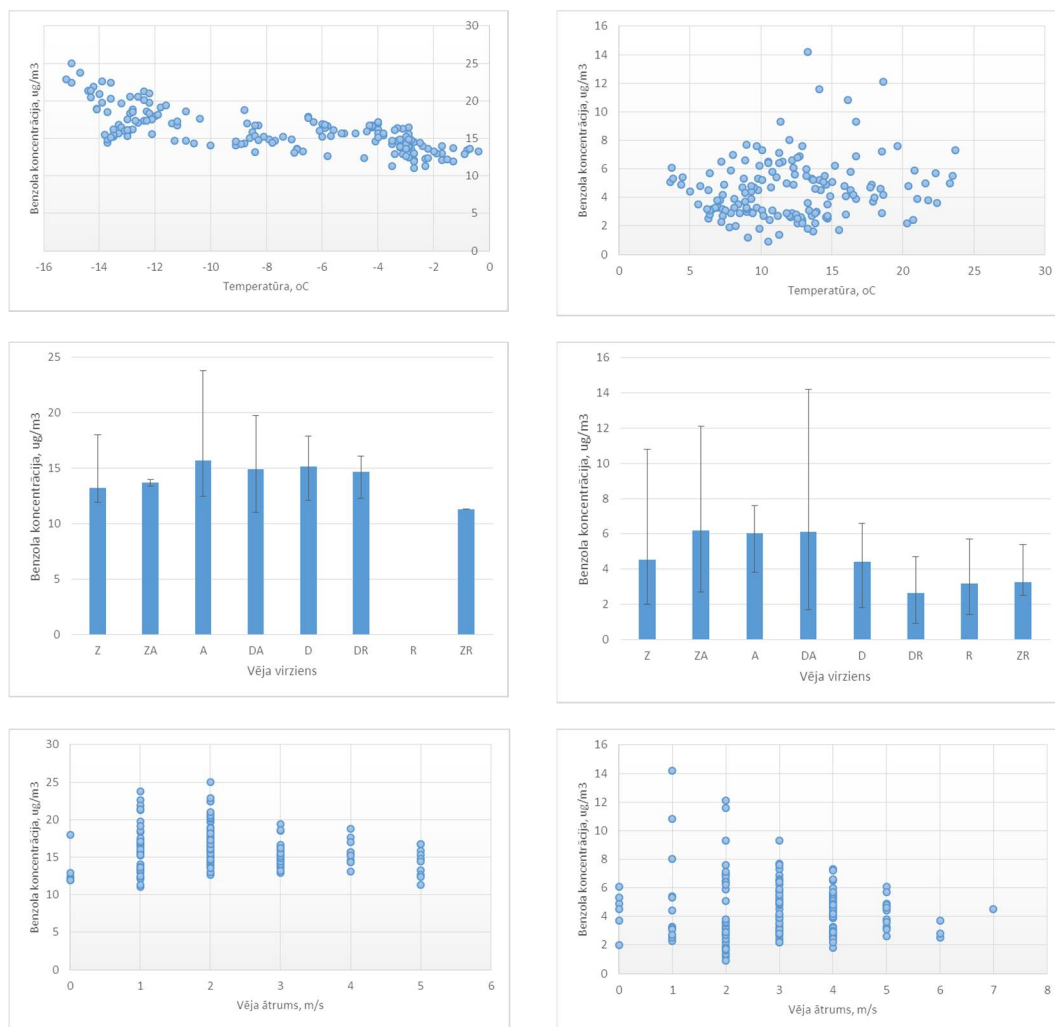 Benzola koncentrācija, ug/m3
30
25
20
15
10
5
0
-16 -14 -12 -10 -8 -6 -4 -2 0
Temperatūra, oC
Benzola koncentrācija, ug/m3
16
14
12
10
8
6
4
2
0
0 5 10 15 20 25 30
Temperatūra, oC
Benzola koncentrācija, ug/m3
25
20
15
10
5
0
Z ZA A DA D DR R ZR
Vēja virziens
Benzola koncentrācija, ug/m3
16
14
12
10
8
6
4
2
0
Z ZA A DA D DR R ZR
Vēja virziens
Benzola koncentrācija, ug/m3
30
25
20
15
10
5
0
0 1 2 3 4 5 6
Vēja ātrums, m/s
Benzola koncentrācija, ug/m3
16
14
12
10
8
6
4
2
0
0 1 2 3 4 5 6 7 8
Vēja ātrums, m/s